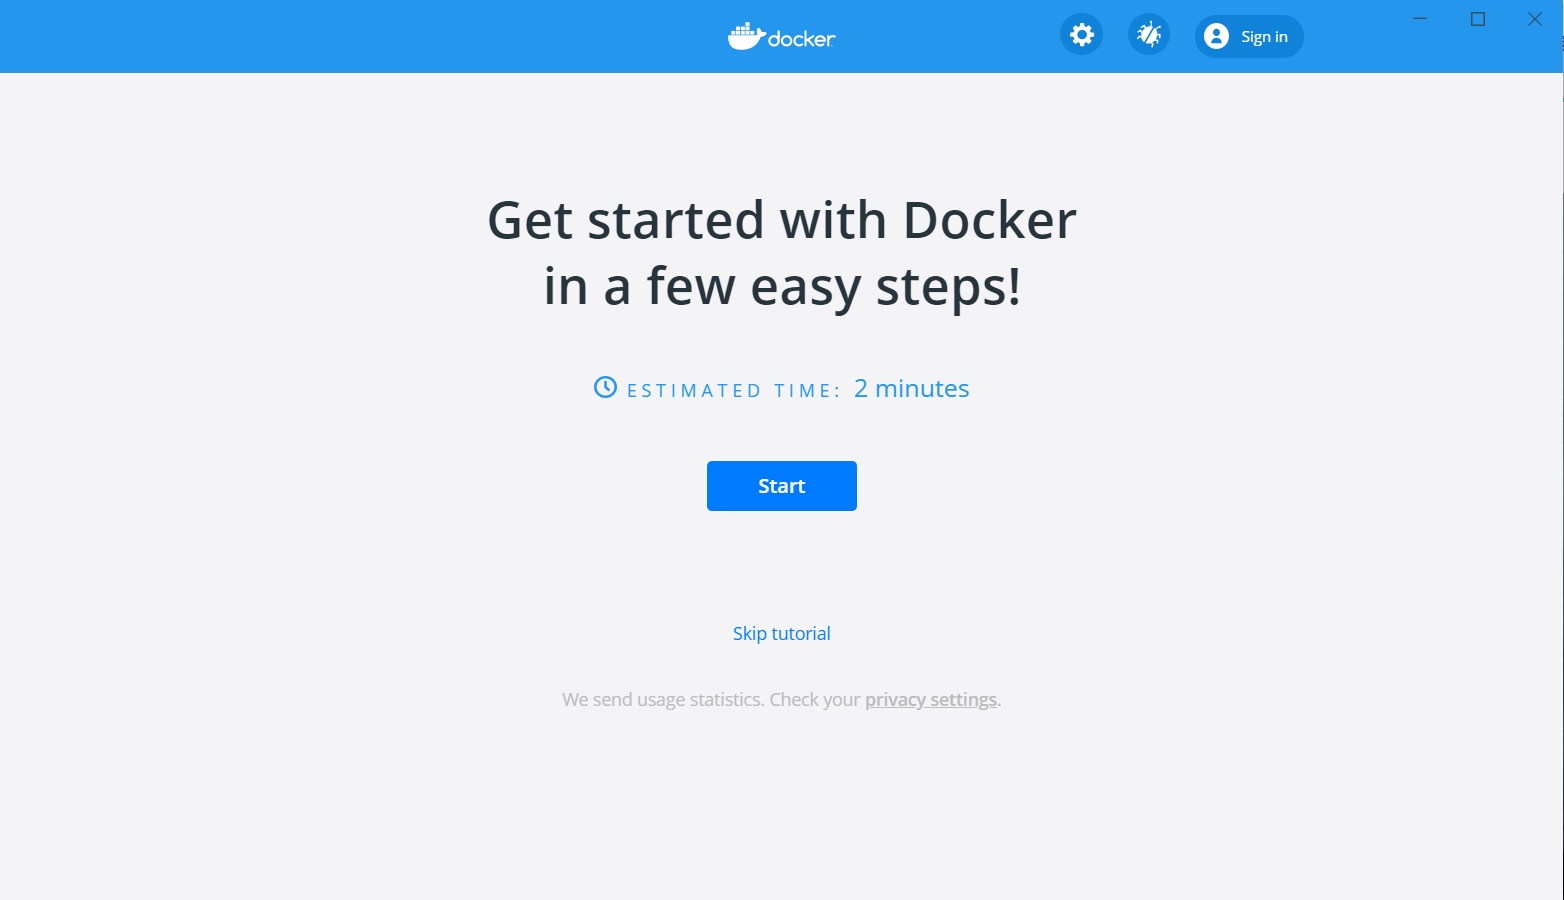 docker
Sign in
Get started with Docker
in a few easy steps!
ESTIMATED TIME: 2 minutes
Start
Skip tutorial
We send usage statistics. Check your privacy settings.